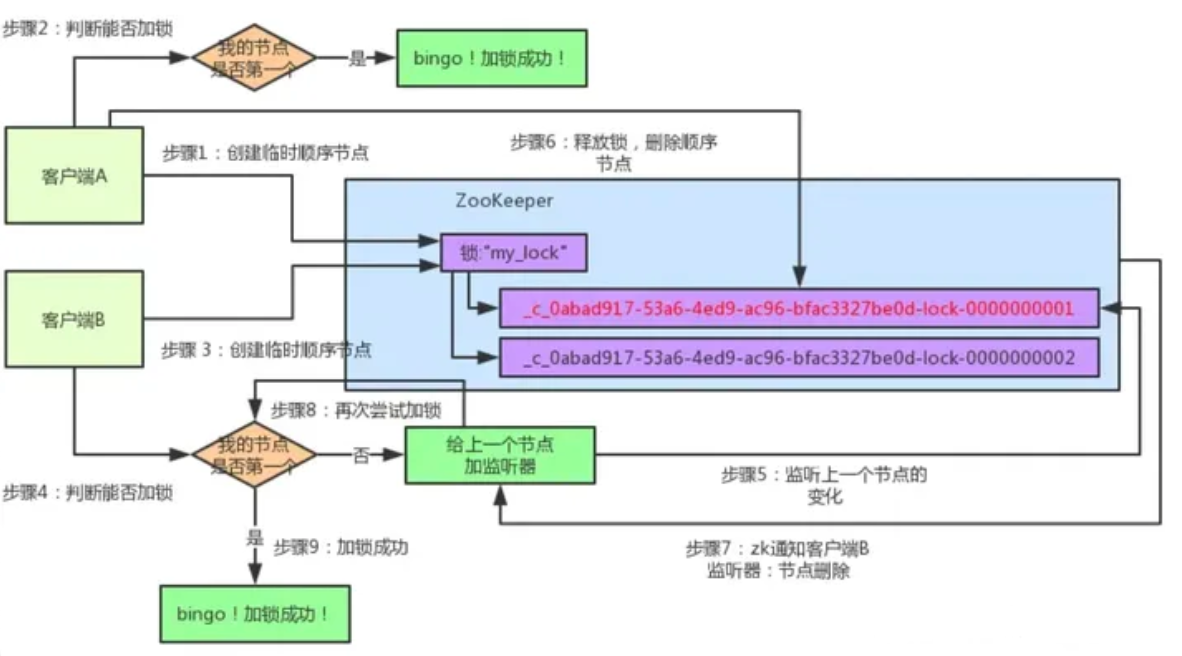 步骤2：判断能否加锁
我的节点
是否第一个
是
bingo！加锁成功！
客户端A
步骤1：创建临时顺序节点
步骤6：释放锁，删除顺序
节点
ZooKeeper
锁:"my_lock"
_c_0abad917-53a6-4ed9-ac96-bfac3327be0d-lock-0000000001
_c_0abad917-53a6-4ed9-ac96-bfac3327be0d-lock-0000000002
客户端B
步骤 3：创建临时顺序节点
步骤8：再次尝试加锁
我的节点
是否第一个
否
给上一个节点
加监听器
步骤5：监听上一个节点的
变化
步骤4：判断能否加锁
是
步骤9：加锁成功
步骤7：zk通知客户端B
监听器：节点删除
bingo！加锁成功！